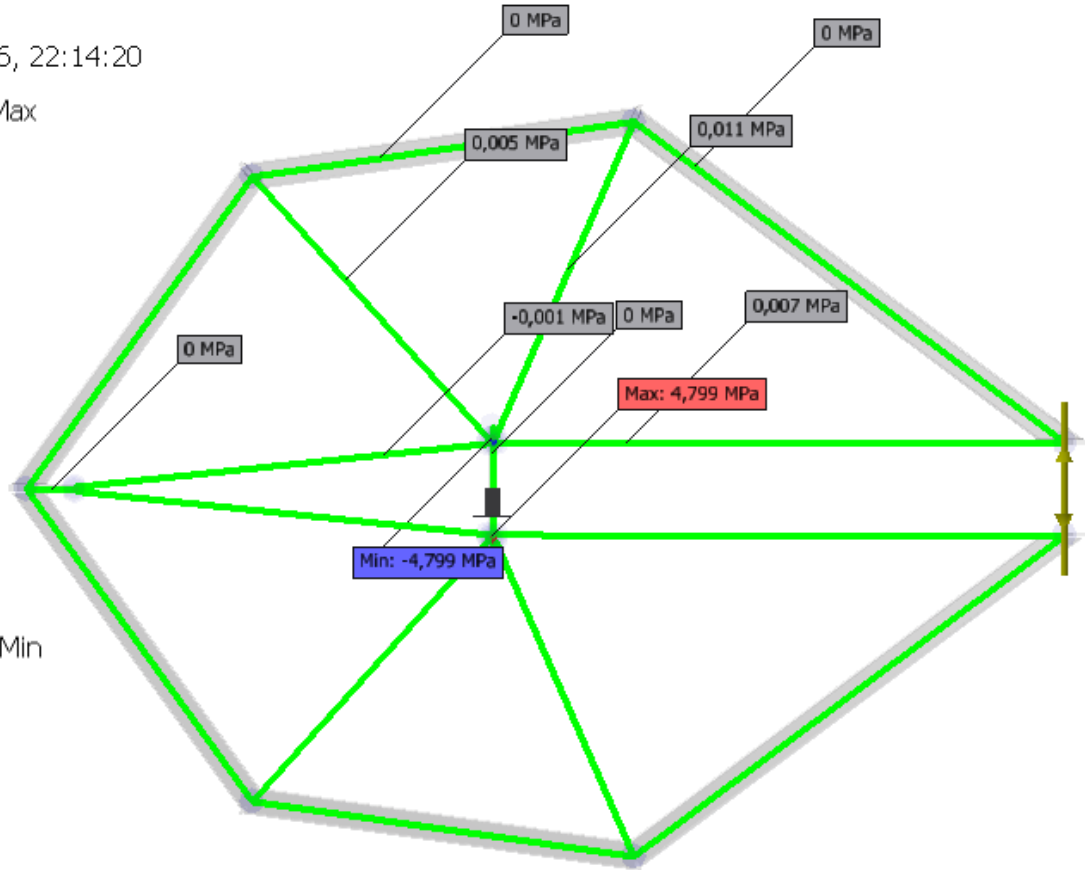 0 MPa
0 MPa
5, 22:14:20
Max
0,011 MPa
0,005 MPa
0,007 MPa
-0,001 MPa
0 MPa
0 MPa
Max: 4,799 MPa
Min: -4,799 MPa
Min